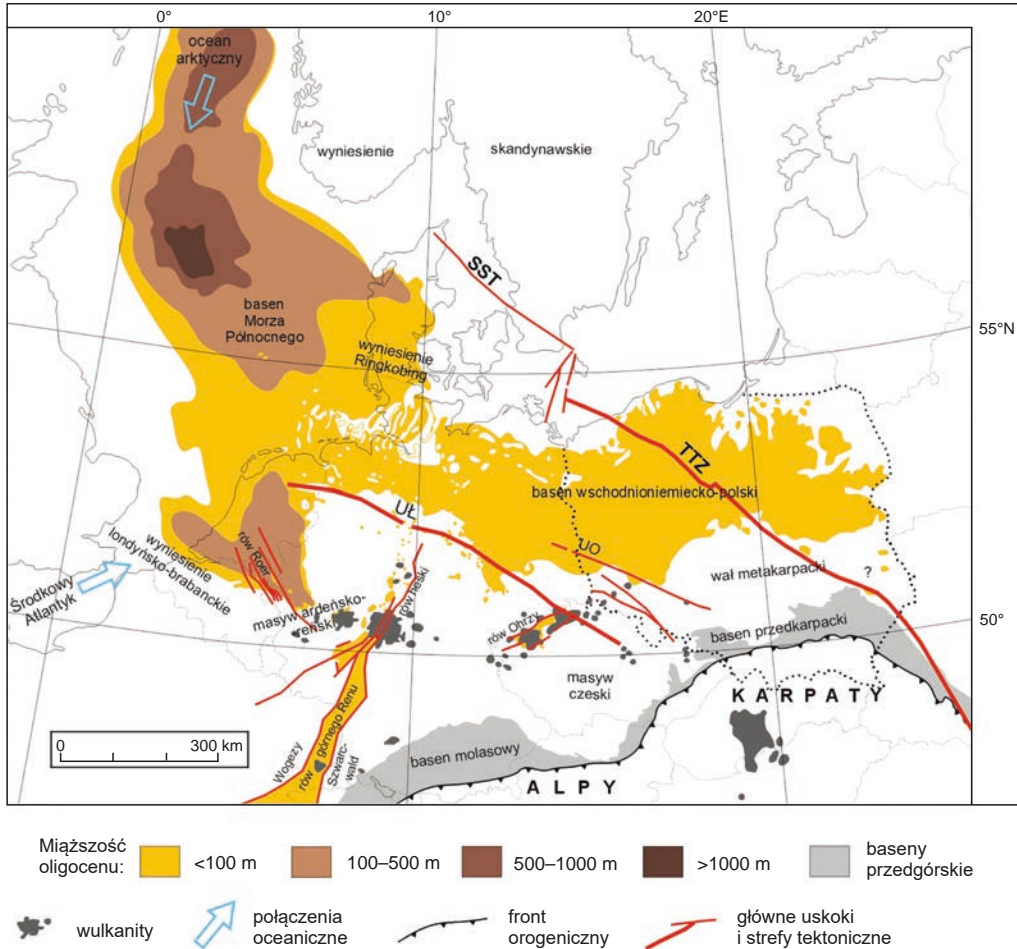 0°
10°
20°
ocean
arktyczny
wyniesienie
skandynawskie
SST
basen
Morza
Północnego
55°N
wyniesienie
Ringkobing
TTZ
basen wschodnioniemiecko-polski
UŁ
UO
rów Roer
wyniesienie
londyńsko-brabanckie
Środkowy
Atlantyk
wał metakarpacki
?
masyw ardeńsko-
reński
rów heski
rów Ohrzy
50°
basen przedkarpacki
masyw
czeski
KARPATY
Wogezy
rów górnego Renu
Szwarc-
wald
basen molasowy
ALPY
0
300 km
Miąższość
oligocenu:
<100 m
100–500 m
500–1000 m
>1000 m
baseny
przedgórskie
wulkanity
połączenia
oceaniczne
front
orogeniczny
główne uskoki
i strefy tektoniczne